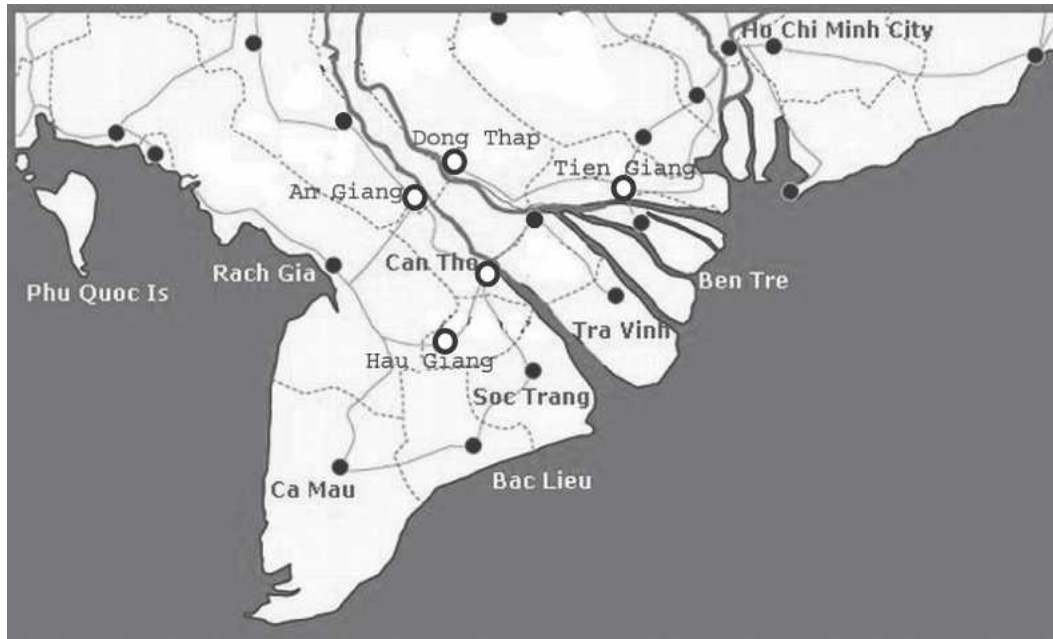 Ho Chi Minh City
Dong Thap
Tien Giang
An Giang
Can Tho
Rach Gia
Ben Tre
Phu Quoc Is
Tra Vinh
Hau Giang
Soc Trang
Bac Lieu
Ca Mau